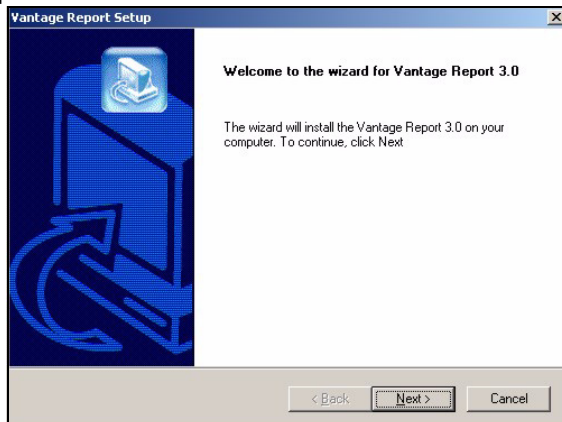 Vantage Report Setup
Welcome to the wizard for Vantage Report 3.0
The wizard will install the Vantage Report 3.0 on your
computer. To continue, click Next
< Back
Next >
Cancel